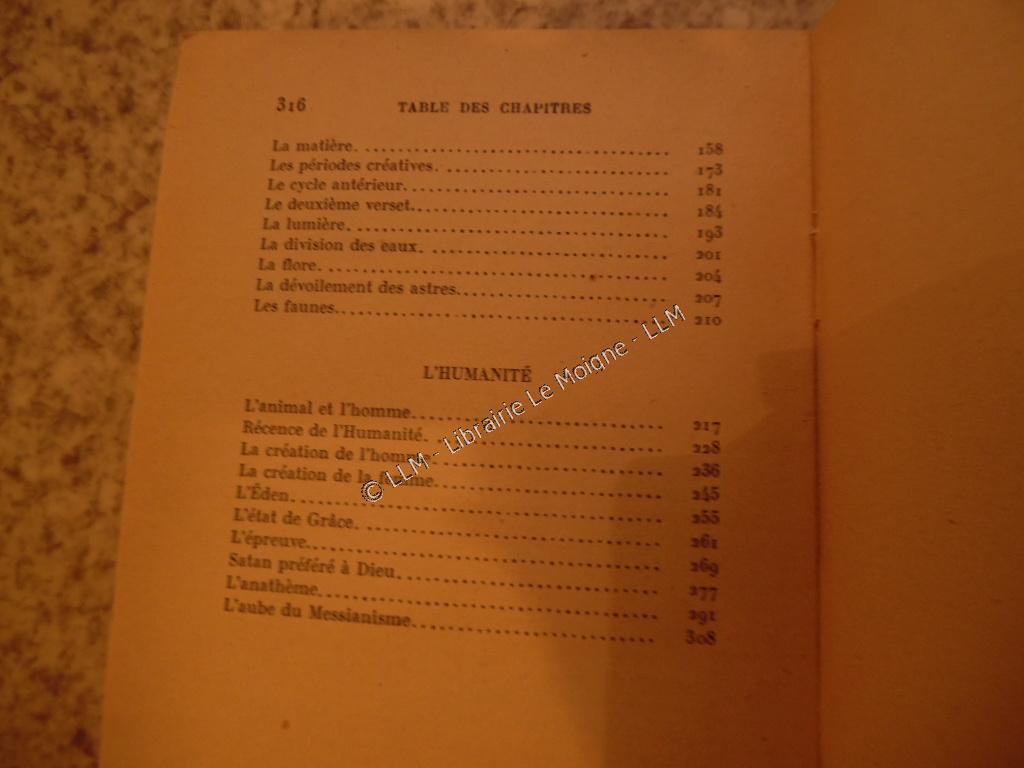 316 TABLE DES CHAPITRES
La matière. .......................................... 158
Les périodes créatives. .............................. 173
Le cycle antérieur.................................... 181
Le deuxième verset.................................... 184
La lumière. .......................................... 193
La division des eaux. ................................ 201
La flore. ............................................ 204
La dévoilement des astres............................. 207
Les faunes............................................ 210
L'HUMANITÉ
L'animal et l'homme................................... 217
Récence de l'Humanité. ............................... 228
La création de l'homme................................ 236
La création de la femme............................... 245
L'Éden................................................ 255
L'état de Grâce. ..................................... 261
L'épreuve............................................. 269
Satan préféré à Dieu.................................. 277
L'anathème............................................ 291
L'aube du Messianisme................................. 308
© LLM - Librairie Le Moigne - LLM